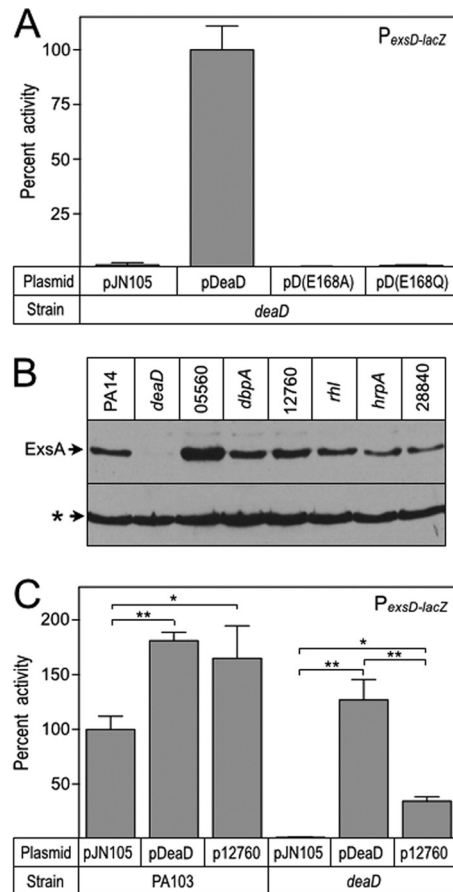 A
P exsD-lacZ
Percent activity
100
75
50
25
Plasmid pJN105 pDeaD pD(E168A) pD(E168Q)
Strain deaD
B
PA14 deaD 05560 dbpA 12760 rhl hrpA 28840
ExsA
*
C
P exsD-lacZ
Percent activity
200
150
100
50
* ** * ** **
Plasmid pJN105 pDeaD p12760 pJN105 pDeaD p12760
Strain PA103 deaD